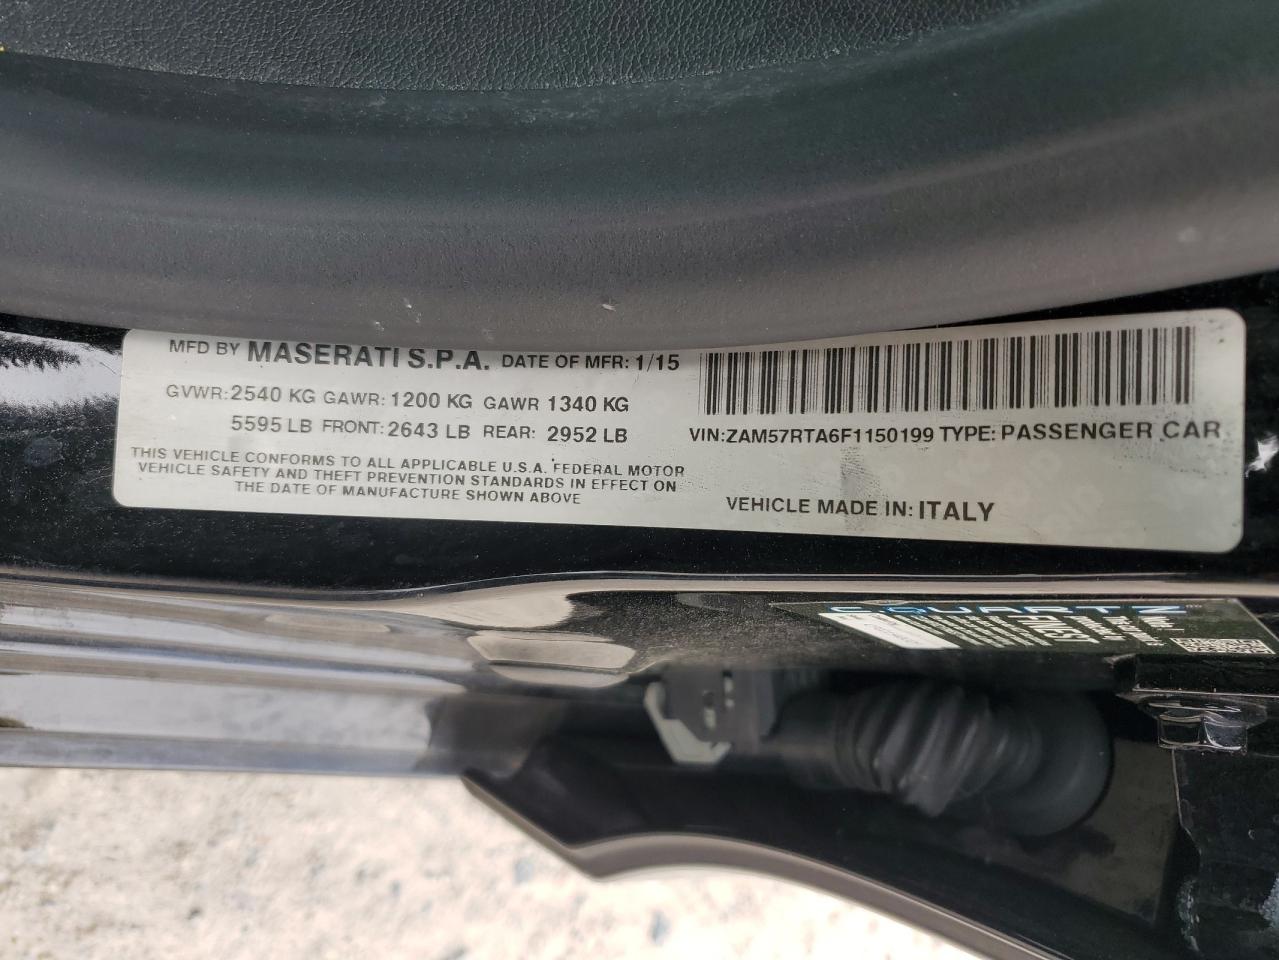 MFD BY MASERATI S.P.A. DATE OF MFR: 1/15
GVWR: 2540 KG GAWR: 1200 KG GAWR 1340 KG
5595 LB FRONT: 2643 LB REAR: 2952 LB
THIS VEHICLE CONFORMS TO ALL APPLICABLE U.S.A. FEDERAL MOTOR
VEHICLE SAFETY AND THEFT PREVENTION STANDARDS IN EFFECT ON
THE DATE OF MANUFACTURE SHOWN ABOVE
VIN: ZAM57RTA6F1150199 TYPE: PASSENGER CAR
VEHICLE MADE IN: ITALY
FINEST